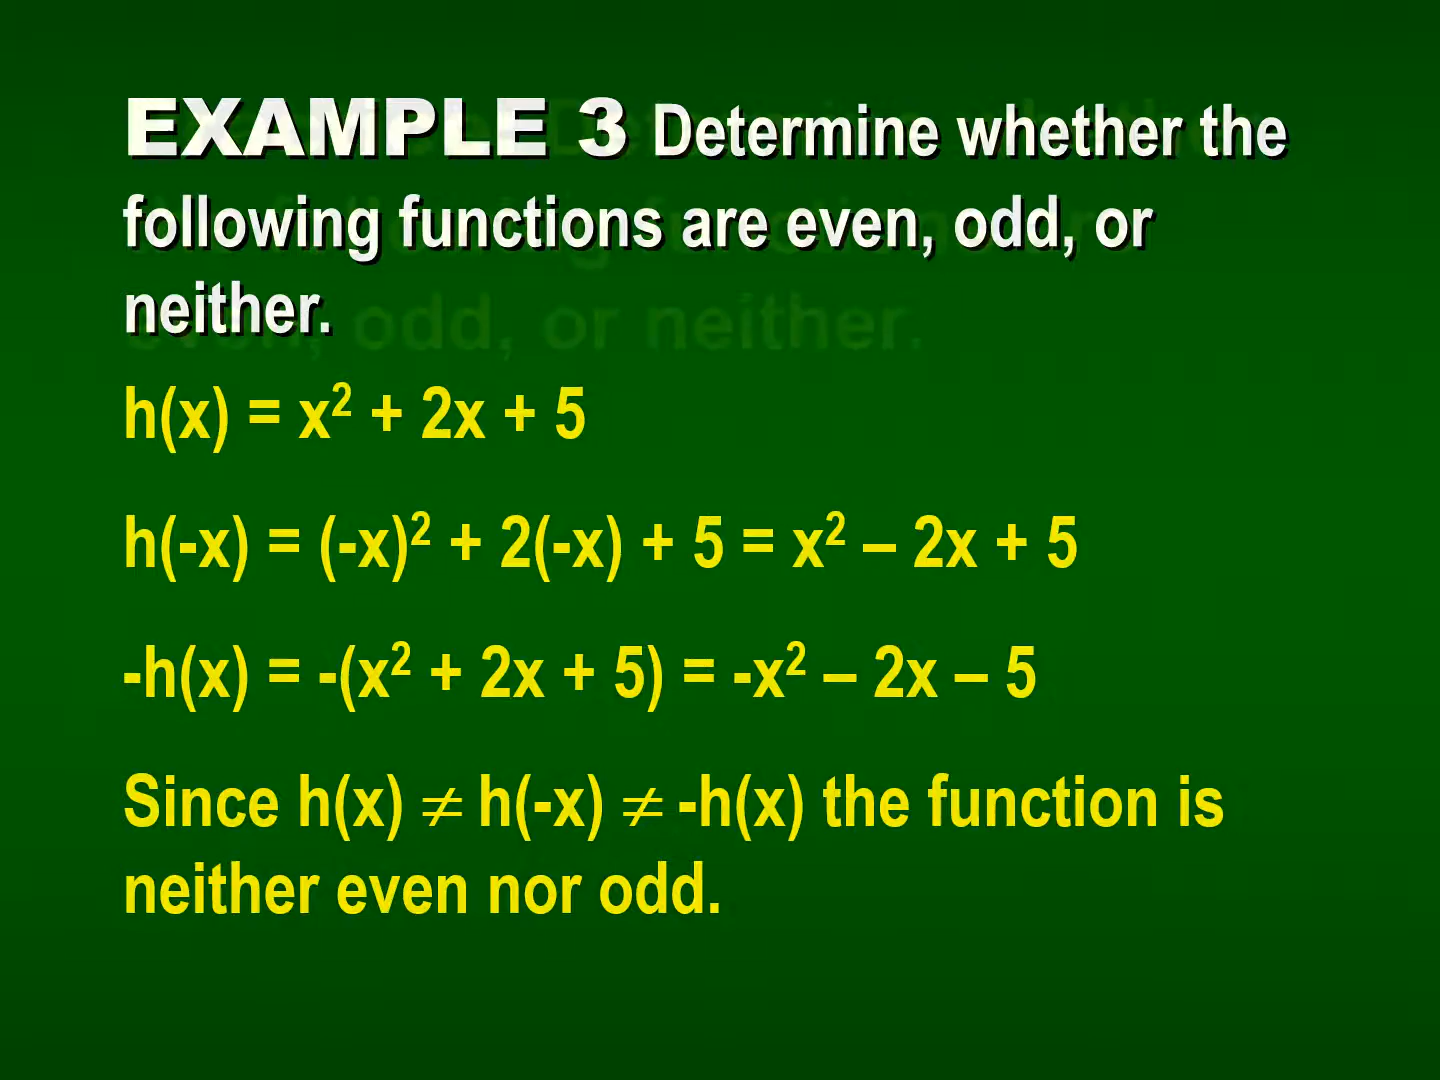 EXAMPLE 3 Determine whether the
following functions are even, odd, or
neither.
h(x) = x² + 2x + 5
h(-x) = (-x)² + 2(-x) + 5 = x² – 2x + 5
-h(x) = -(x² + 2x + 5) = -x² – 2x – 5
Since h(x) ≠ h(-x) ≠ -h(x) the function is
neither even nor odd.